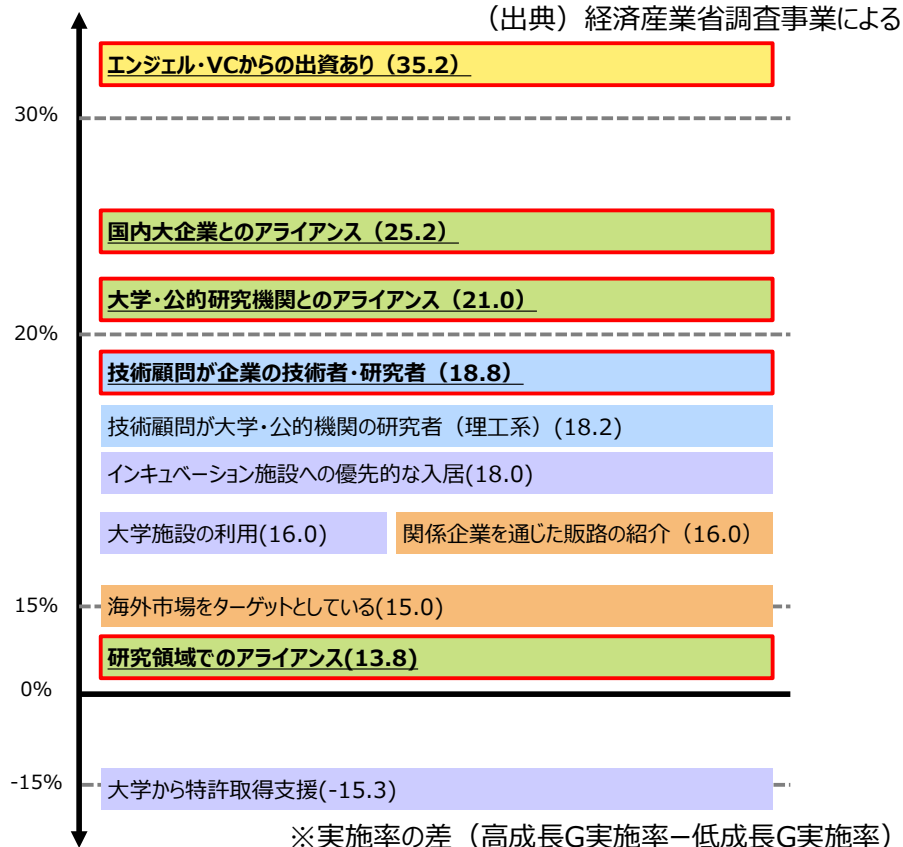 （出典）経済産業省調査事業による
エンジェル・VCからの出資あり（35.2）
30%
国内大企業とのアライアンス（25.2）
大学・公的研究機関とのアライアンス（21.0）
20%
技術顧問が企業の技術者・研究者（18.8）
技術顧問が大学・公的機関の研究者（理工系）(18.2)
インキュベーション施設への優先的な入居(18.0)
大学施設の利用(16.0) 関係企業を通じた販路の紹介（16.0）
15% 海外市場をターゲットとしている(15.0)
研究領域でのアライアンス(13.8)
0%
-15% 大学から特許取得支援(-15.3)
※実施率の差（高成長G実施率ー低成長G実施率）